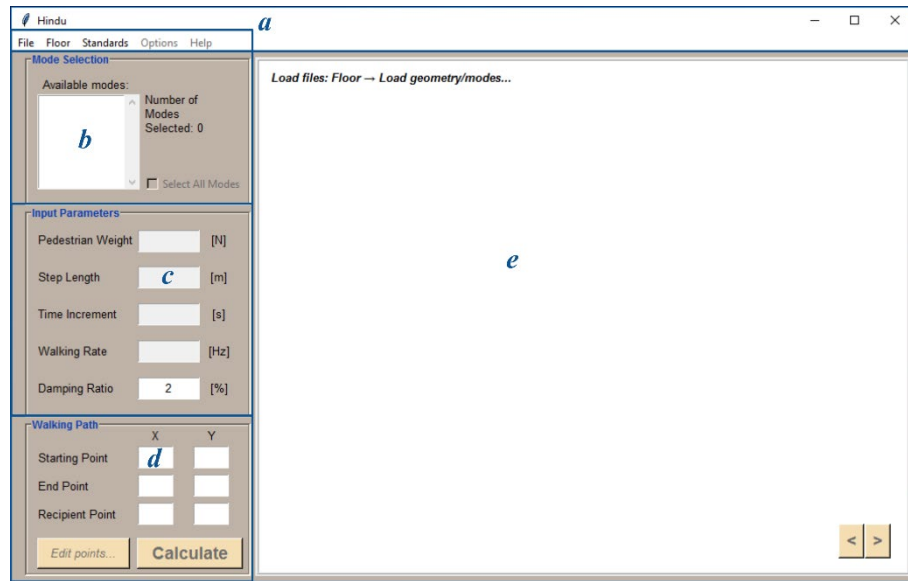 Hindu
a
File Floor Standards Options Help
Mode Selection
Available modes:
Number of
Modes
Selected: 0
b
Select All Modes
Load files: Floor → Load geometry/modes...
Input Parameters
Pedestrian Weight [N]
Step Length c [m]
Time Increment [s]
Walking Rate [Hz]
Damping Ratio 2 [%]
e
Walking Path
X Y
Starting Point d
End Point
Recipient Point
Edit points... Calculate
< >